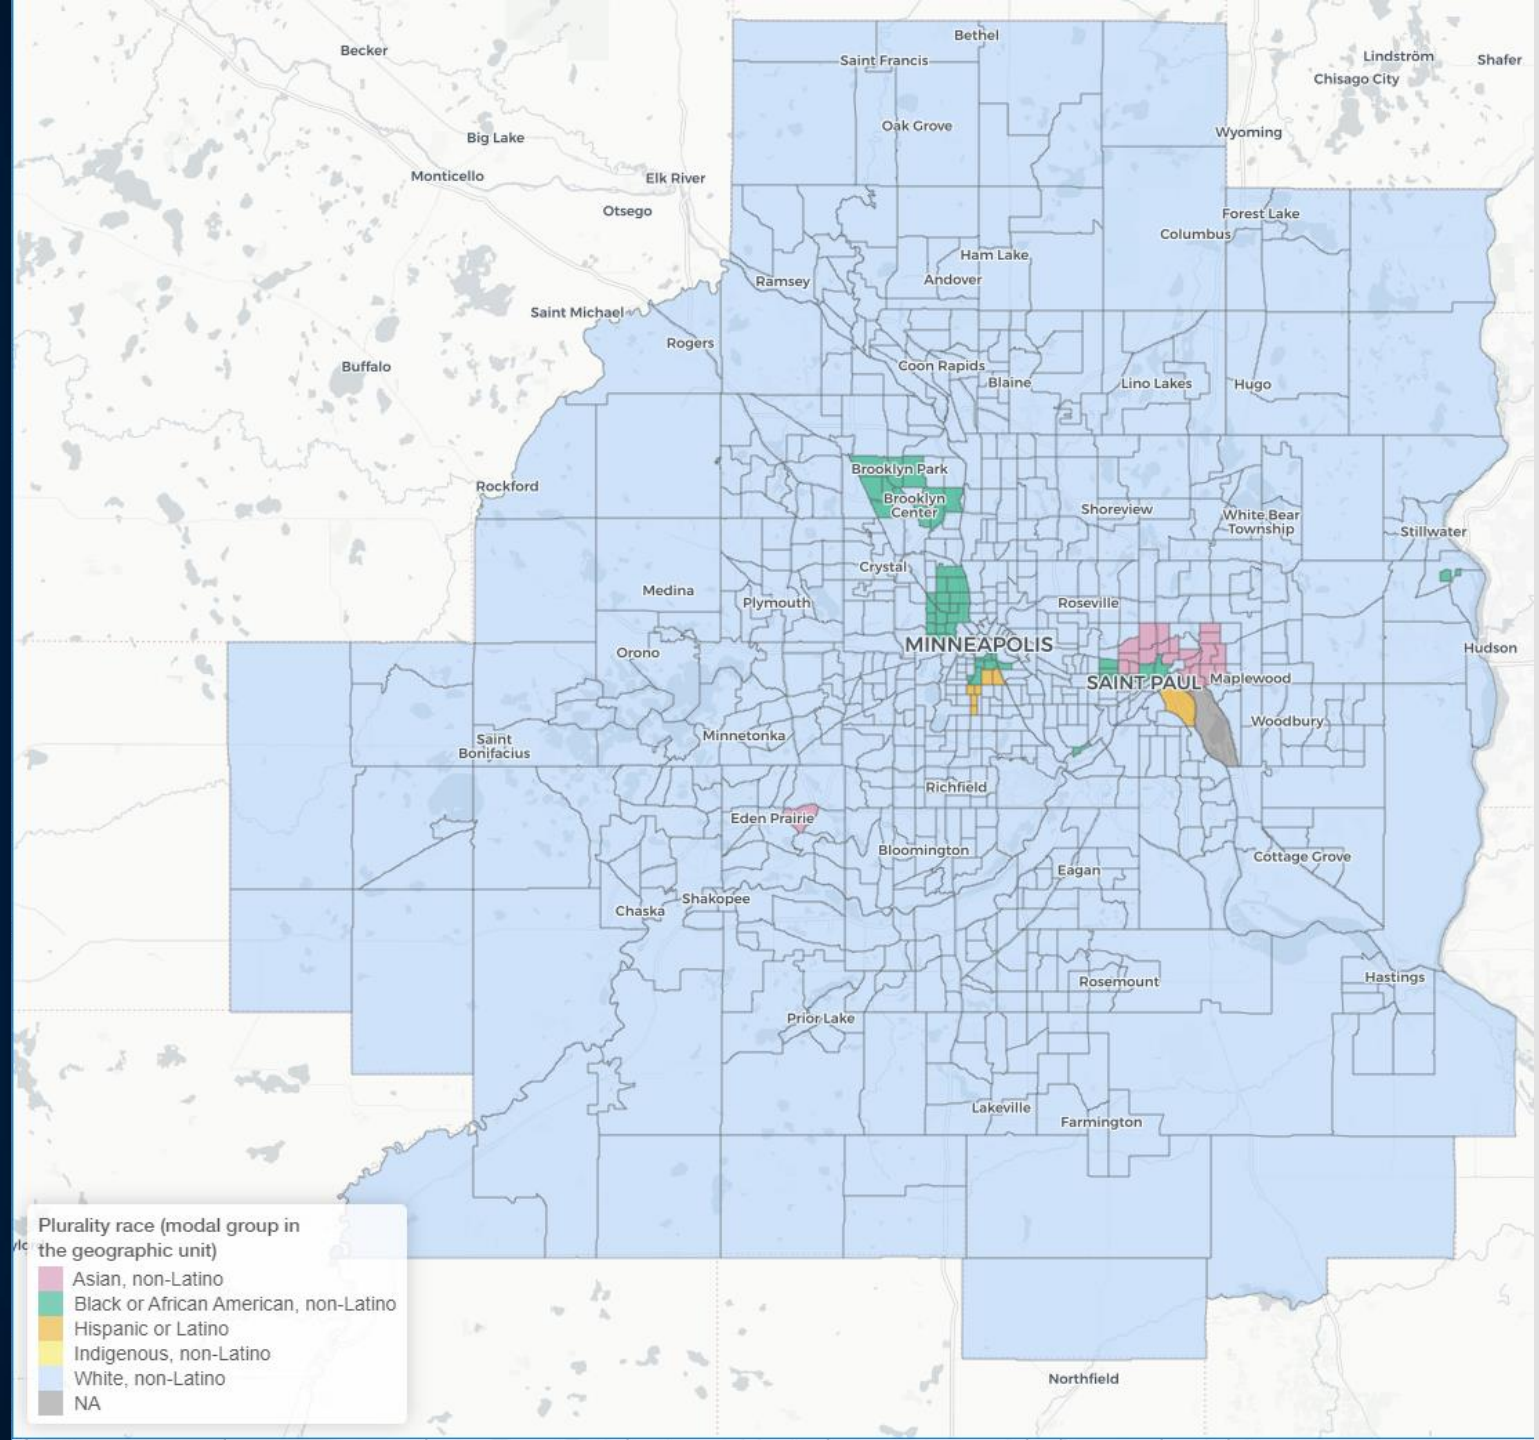 Bethel
Becker
Lindström
Shafer
Saint Francis
Chisago City
Oak Grove
Wyoming
Big Lake
Monticello
Elk River
Otsego
Forest Lake
Columbus
Ham Lake
Ramsey
Andover
Saint Michael
Rogers
Buffalo
Coon Rapids
Blaine
Lino Lakes
Hugo
Brooklyn Park
Rockford
Brooklyn
Center
Shoreview
White Bear
Township
Stillwater
Crystal
Medina
Plymouth
Roseville
MINNEAPOLIS
Orono
Hudson
SAINT PAUL
Maplewood
Woodbury
Saint
Bonifacius
Minnetonka
Richfield
Eden Prairie
Bloomington
Cottage Grove
Eagan
Shakopee
Chaska
Hastings
Rosemount
Prior Lake
Lakeville
Farmington
Plurality race (modal group in
the geographic unit)
Asian, non-Latino
Black or African American, non-Latino
Hispanic or Latino
Indigenous, non-Latino
White, non-Latino
NA
Northfield